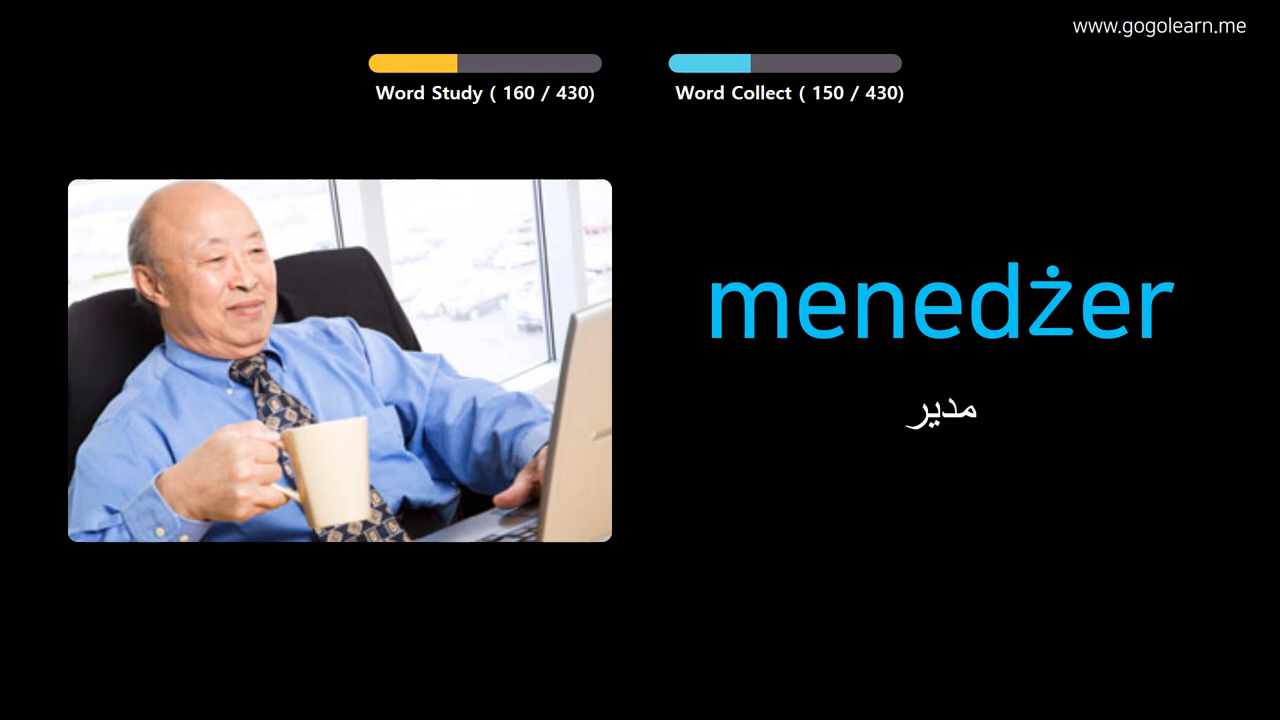 www.gogolearn.me
Word Study ( 160 / 430)
Word Collect ( 150 / 430)
menedżer
مدير